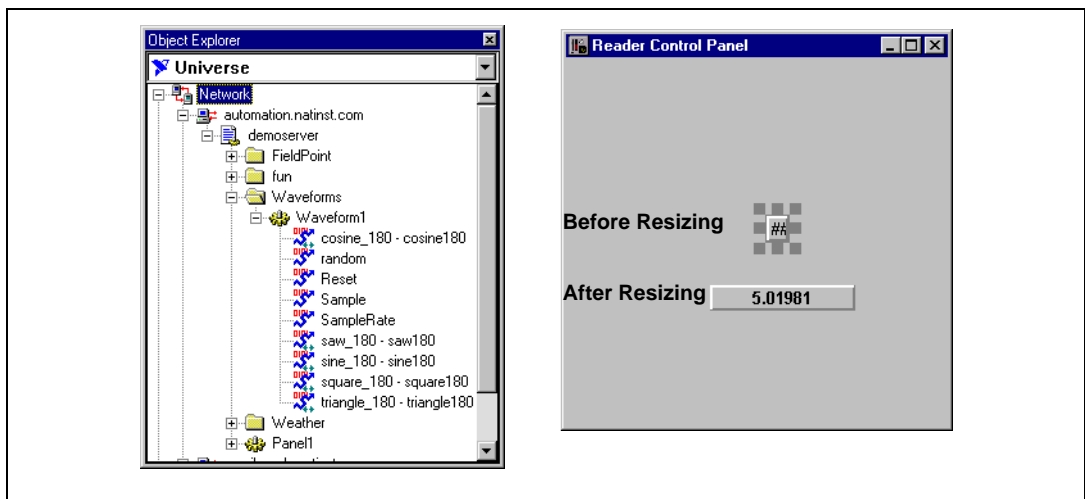 Object Explorer
Universe
Network
automation.natinst.com
demoserver
FieldPoint
fun
Waveforms
Waveform1
cosine_180 - cosine180
random
Reset
Sample
SampleRate
saw_180 - saw180
sine_180 - sine180
square_180 - square180
triangle_180 - triangle180
Weather
Panel1
Reader Control Panel
Before Resizing
##
After Resizing 5.01981